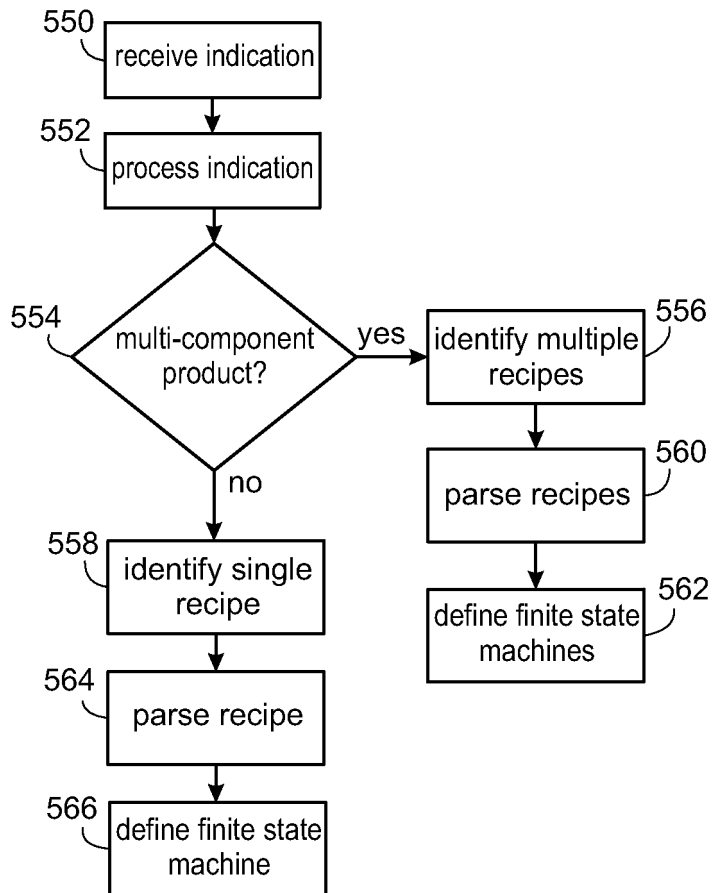 550
receive indication
552
process indication
554
multi-component
product?
yes
556
identify multiple
recipes
560
parse recipes
562
define finite state
machines
no
558
identify single
recipe
564
parse recipe
566
define finite state
machine